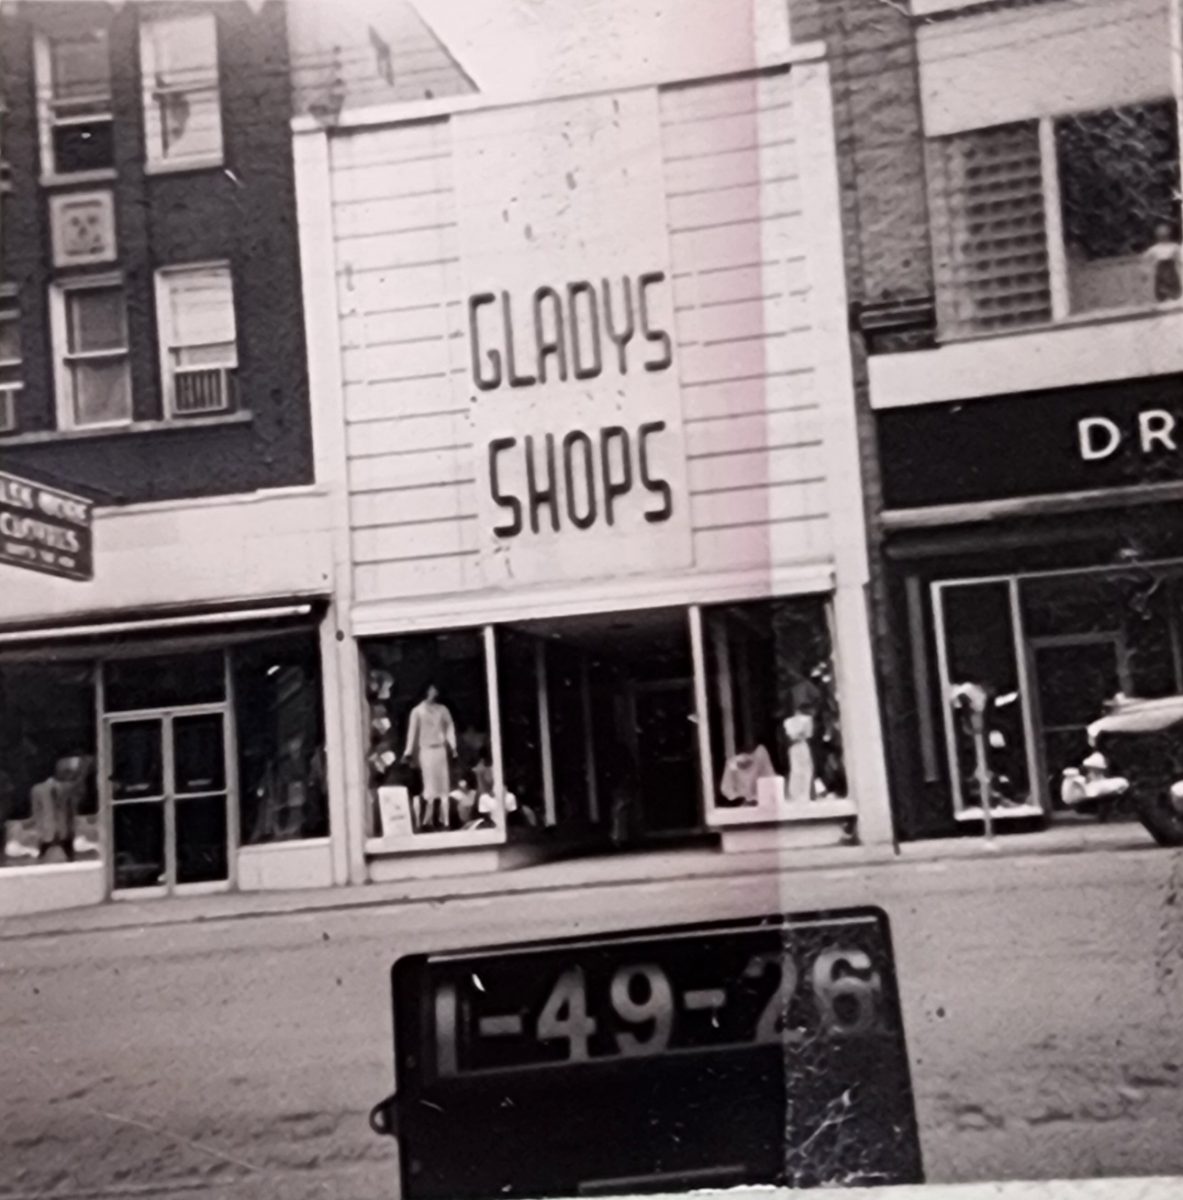 GLADYS
SHOPS
DR
CLOTHES
1-49-26